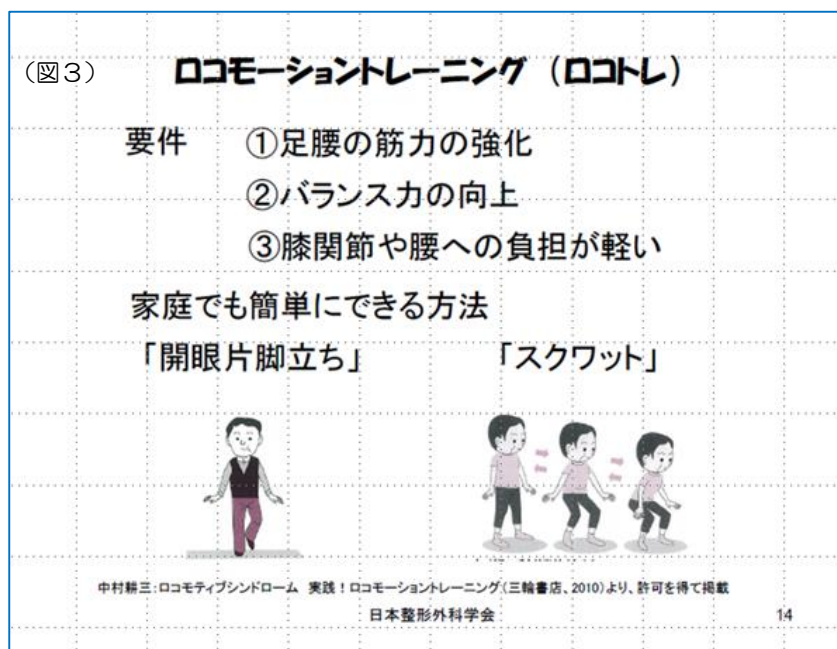 （図３）
ロコモーショントレーニング（ロコトレ）
要件　①足腰の筋力の強化
②バランス力の向上
③膝関節や腰への負担が軽い
家庭でも簡単にできる方法
「開眼片脚立ち」　「スクワット」
中村耕三:ロコモティブシンドローム　実践！ロコモーショントレーニング(三輪書店、2010)より、許可を得て掲載
日本整形外科学会　14